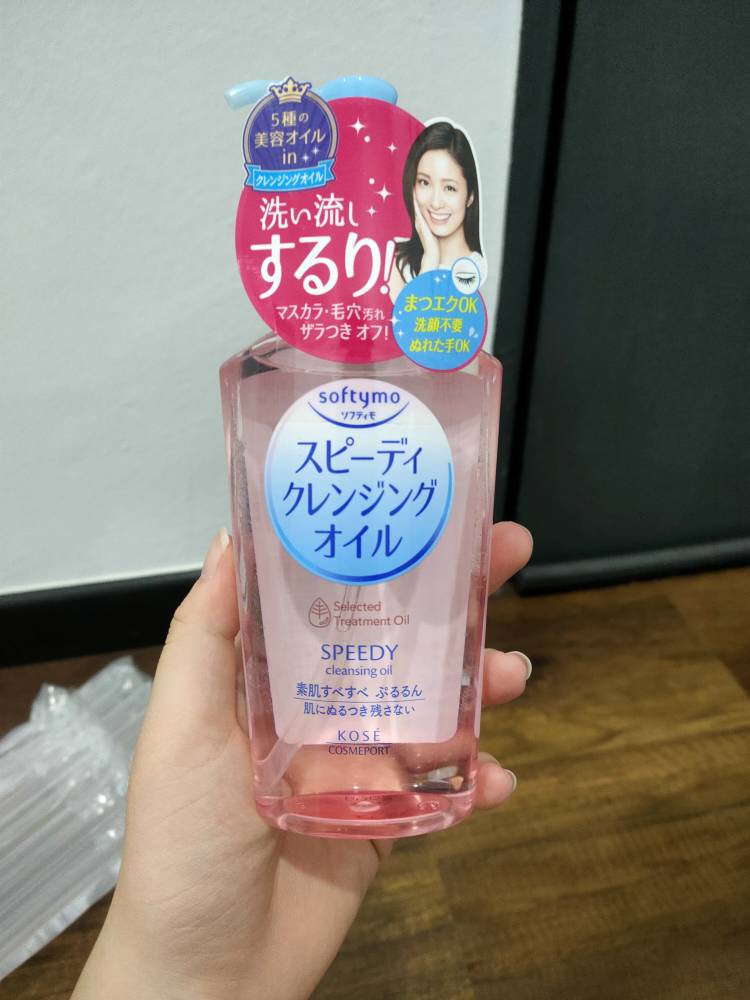 5種の
美容オイル
in
クレンジングオイル
洗い流し
するり!
マスカラ・毛穴汚れ
ザラつきオフ!
まつエクOK
洗顔不要
ぬれた手OK
softymo
ソフティモ
スピーディ
クレンジング
オイル
Selected
Treatment Oil
SPEEDY
cleansing oil
素肌すべすべ ぷるるん
肌にぬるつき残さない
KOSÉ
COSMEPORT